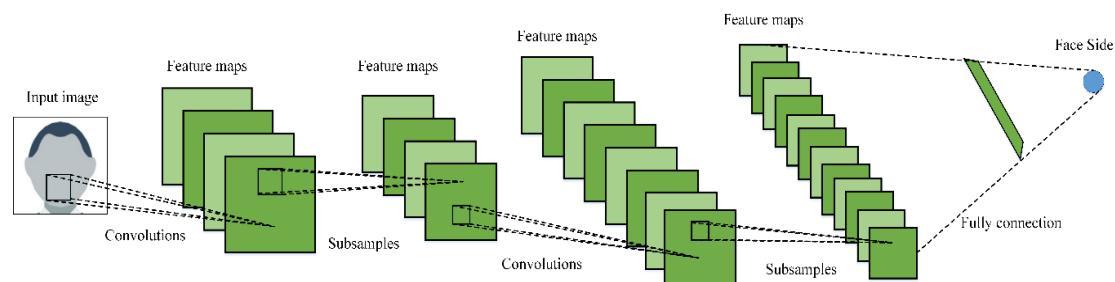 Input image
Feature maps
Feature maps
Feature maps
Feature maps
Face Side
Convolutions
Subsamples
Convolutions
Subsamples
Fully connection